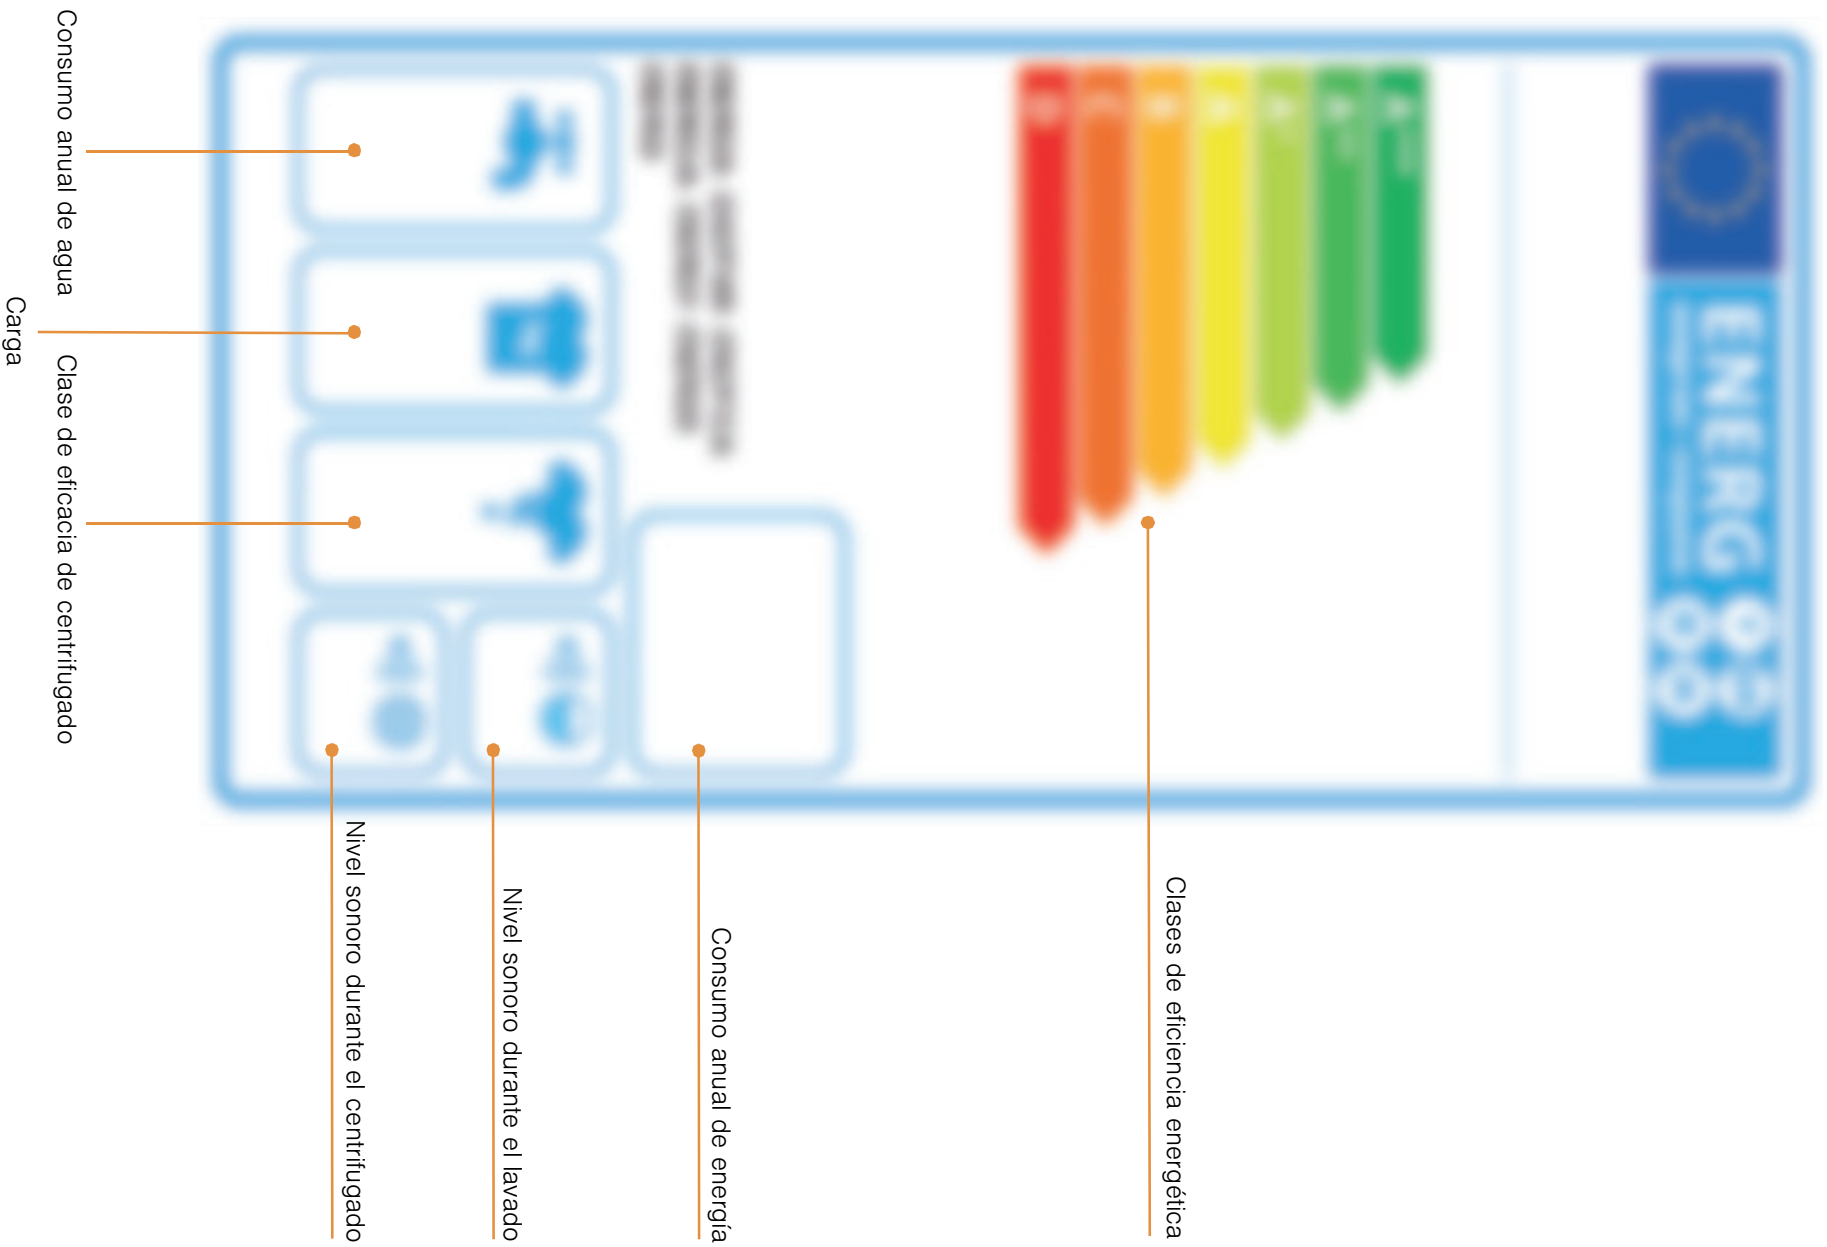 ENERG
A
B
C
D
Clases de eficiencia energética
Consumo anual de energía
Nivel sonoro durante el lavado
Nivel sonoro durante el centrifugado
Consumo anual de agua
Carga
Clase de eficacia de centrifugado